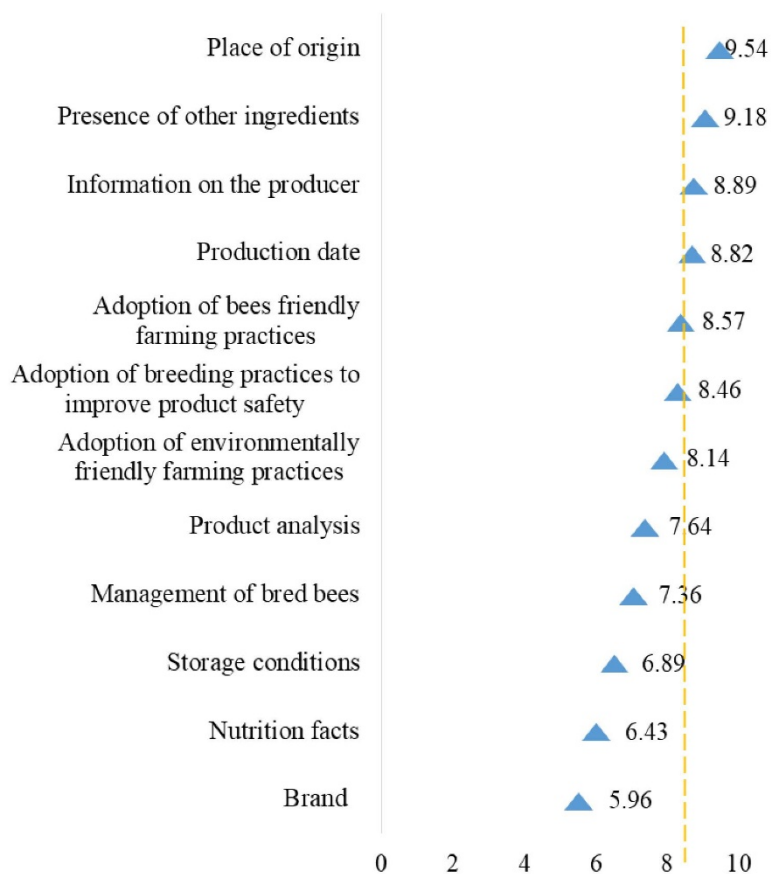 Place of origin
9.54
Presence of other ingredients
9.18
Information on the producer
8.89
Production date
8.82
Adoption of bees friendly
farming practices
8.57
Adoption of breeding practices to
improve product safety
8.46
Adoption of environmentally
friendly farming practices
8.14
Product analysis
7.64
Management of bred bees
7.36
Storage conditions
6.89
Nutrition facts
6.43
Brand
5.96
0 2 4 6 8 10